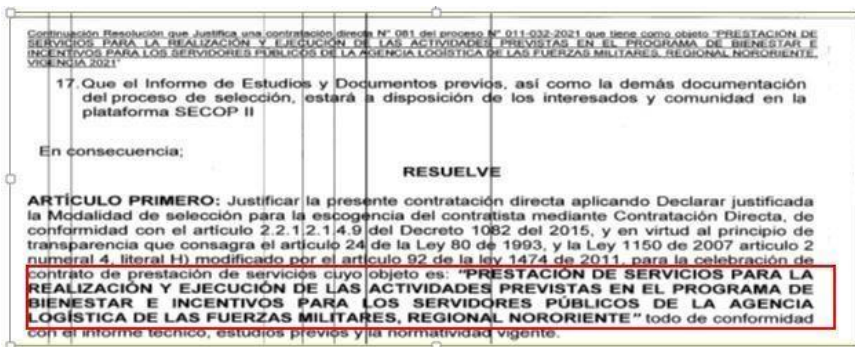 Continuación Resolución que Justifica una contratación directa N° 081 del proceso N° 011-032-2021 que tiene como objeto "PRESTACIÓN DE
SERVICIOS PARA LA REALIZACIÓN Y EJECUCIÓN DE LAS ACTIVIDADES PREVISTAS EN EL PROGRAMA DE BIENESTAR E
INCENTIVOS PARA LOS SERVIDORES PÚBLICOS DE LA AGENCIA LOGÍSTICA DE LAS FUERZAS MILITARES, REGIONAL NORORIENTE,
VIGENCIA 2021"
17. Que el Informe de Estudios y Documentos previos, así como la demás documentación
del proceso de selección, estará a disposición de los interesados y comunidad en la
plataforma SECOP II
En consecuencia;
RESUELVE
ARTÍCULO PRIMERO: Justificar la presente contratación directa aplicando Declarar justificada
la Modalidad de selección para la escogencia del contratista mediante Contratación Directa, de
conformidad con el artículo 2.2.1.2.1.4.9 del Decreto 1082 del 2015, y en virtud al principio de
transparencia que consagra el artículo 24 de la Ley 80 de 1993, y la Ley 1150 de 2007 articulo 2
numeral 4, literal H) modificado por el artículo 92 de la ley 1474 de 2011, para la celebración de
contrato de prestación de servicios cuyo objeto es: "PRESTACIÓN DE SERVICIOS PARA LA
REALIZACIÓN Y EJECUCIÓN DE LAS ACTIVIDADES PREVISTAS EN EL PROGRAMA DE
BIENESTAR E INCENTIVOS PARA LOS SERVIDORES PÚBLICOS DE LA AGENCIA
LOGÍSTICA DE LAS FUERZAS MILITARES, REGIONAL NORORIENTE" todo de conformidad
con el informe técnico, estudios previos y la normatividad vigente.